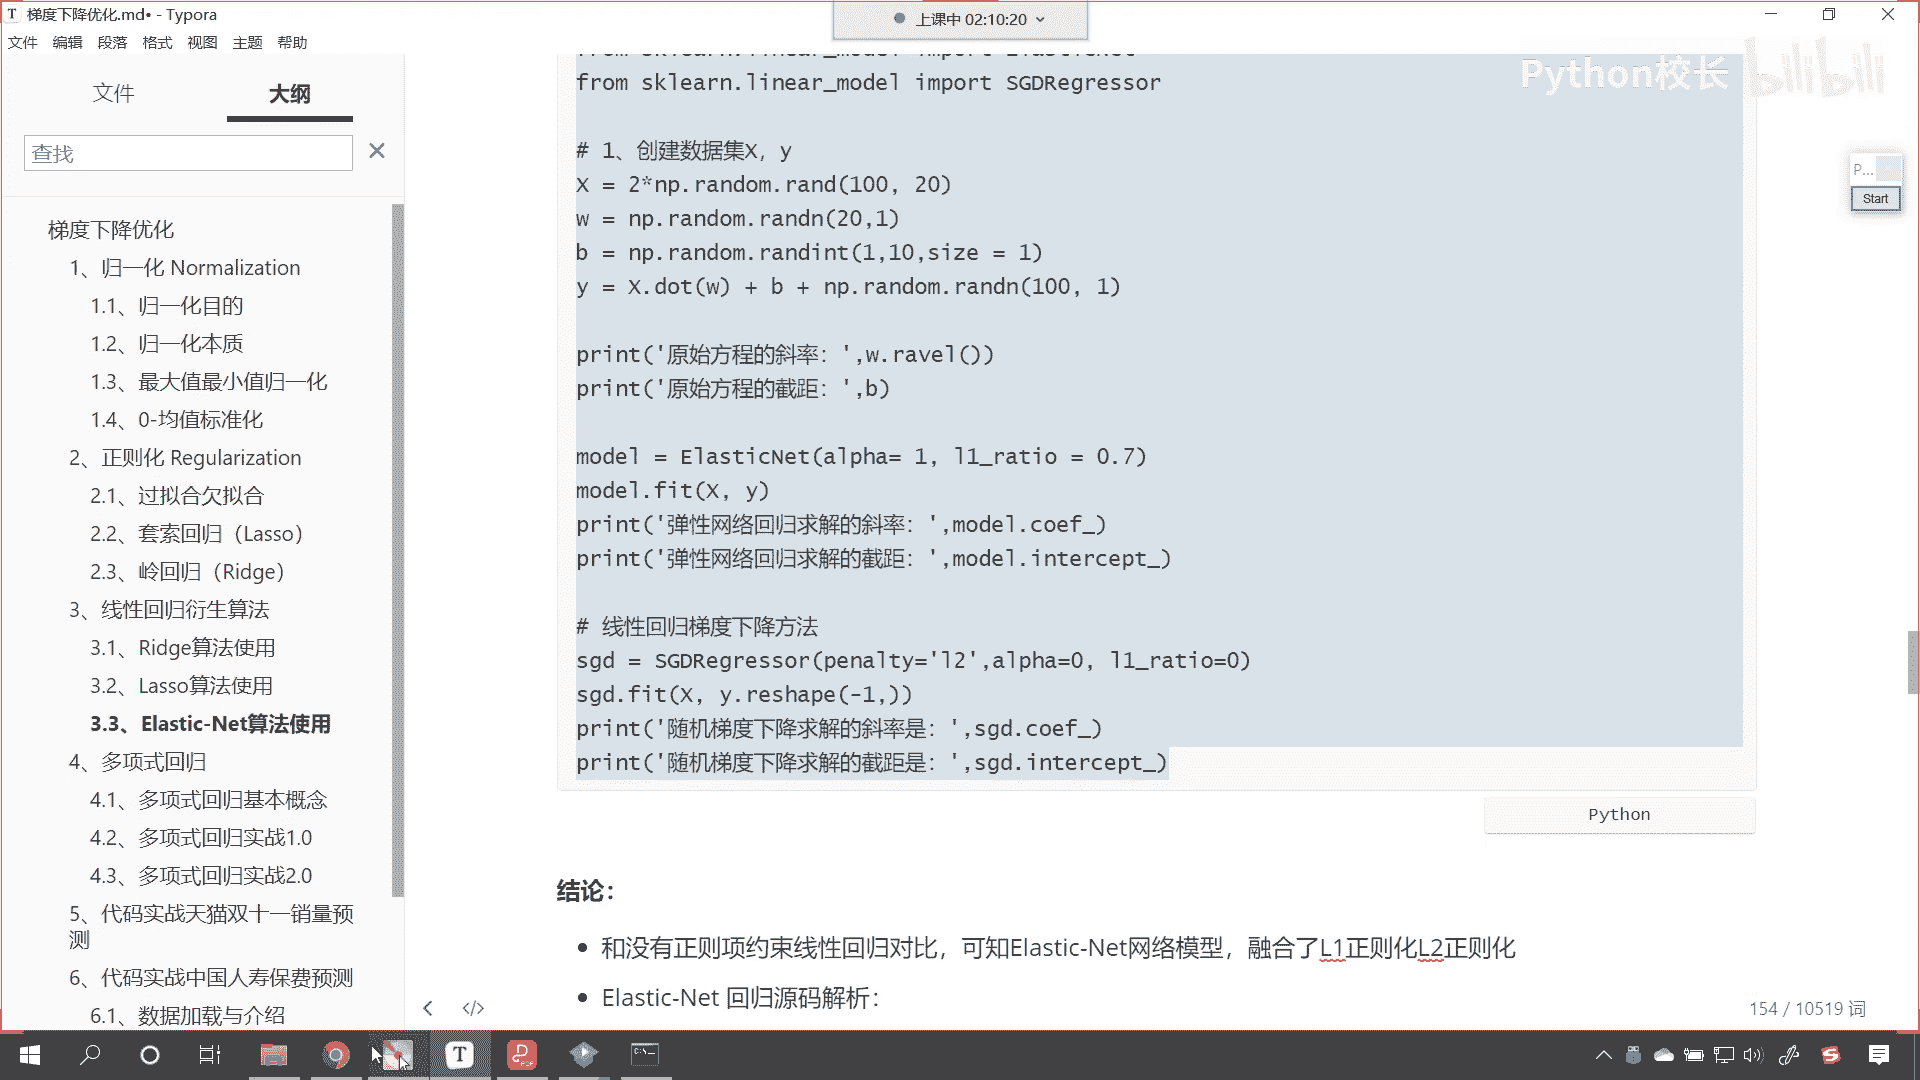 梯度下降优化.md• - Typora
上课中 02:10:20
文件 编辑 段落 格式 视图 主题 帮助
Python校长 bilibili
文件 大纲
查找
梯度下降优化
1、归一化 Normalization
1.1、归一化目的
1.2、归一化本质
1.3、最大值最小值归一化
1.4、0-均值标准化
2、正则化 Regularization
2.1、过拟合欠拟合
2.2、套索回归（Lasso）
2.3、岭回归（Ridge）
3、线性回归衍生算法
3.1、Ridge算法使用
3.2、Lasso算法使用
3.3、Elastic-Net算法使用
4、多项式回归
4.1、多项式回归基本概念
4.2、多项式回归实战1.0
4.3、多项式回归实战2.0
5、代码实战天猫双十一销量预
测
6、代码实战中国人寿保费预测
6.1、数据加载与介绍
from sklearn.linear_model import ElasticNet
from sklearn.linear_model import SGDRegressor
# 1、创建数据集X，y
X = 2*np.random.rand(100, 20)
w = np.random.randn(20,1)
b = np.random.randint(1,10,size = 1)
y = X.dot(w) + b + np.random.randn(100, 1)
print('原始方程的斜率：',w.ravel())
print('原始方程的截距：',b)
model = ElasticNet(alpha= 1, l1_ratio = 0.7)
model.fit(X, y)
print('弹性网络回归求解的斜率：',model.coef_)
print('弹性网络回归求解的截距：',model.intercept_)
# 线性回归梯度下降方法
sgd = SGDRegressor(penalty='l2',alpha=0, l1_ratio=0)
sgd.fit(X, y.reshape(-1,))
print('随机梯度下降求解的斜率是：',sgd.coef_)
print('随机梯度下降求解的截距是：',sgd.intercept_)
Python
结论：
和没有正则项约束线性回归对比，可知Elastic-Net网络模型，融合了L1正则化L2正则化
Elastic-Net 回归源码解析：
154 / 10519 词
P...
Start